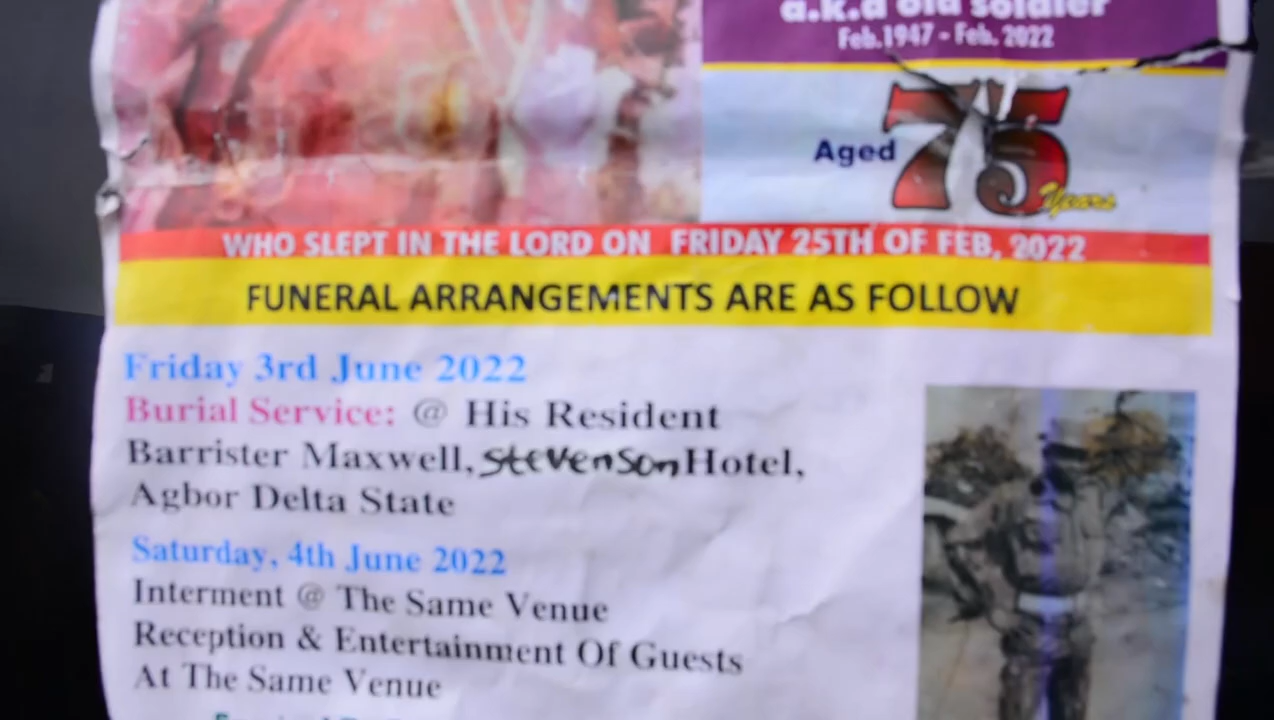 a.k.a old soldier
Feb.1947 - Feb. 2022
Aged 75 Years
WHO SLEPT IN THE LORD ON FRIDAY 25TH OF FEB, 2022
FUNERAL ARRANGEMENTS ARE AS FOLLOW
Friday 3rd June 2022
Burial Service: @ His Resident
Barrister Maxwell, Stevenson Hotel,
Agbor Delta State
Saturday, 4th June 2022
Interment @ The Same Venue
Reception & Entertainment Of Guests
At The Same Venue